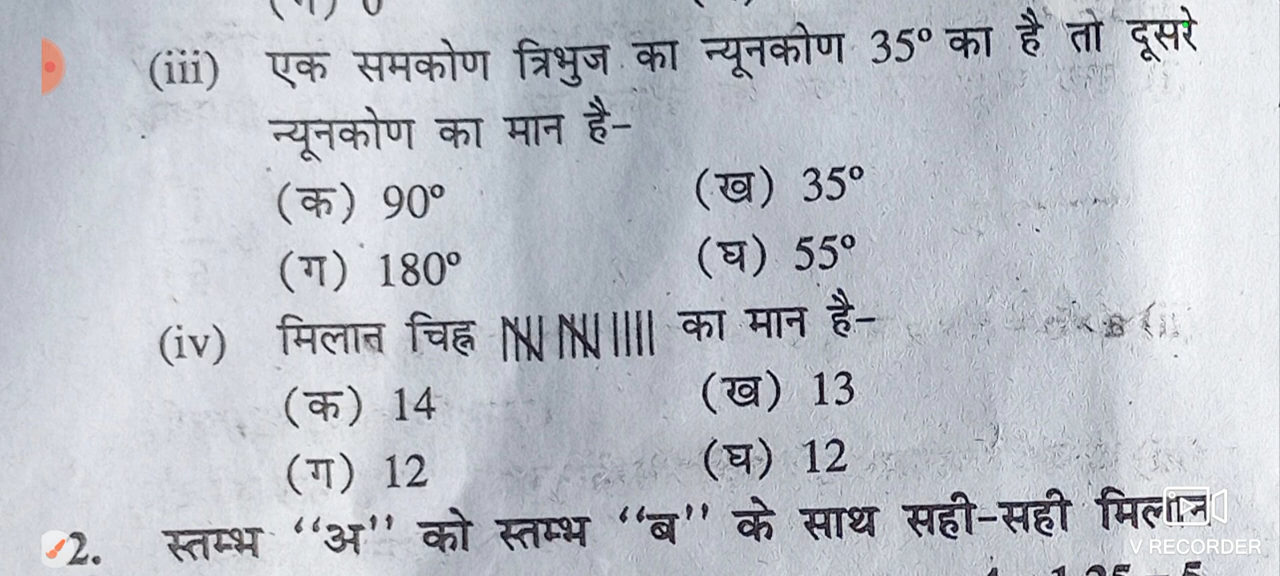 (iii) एक समकोण त्रिभुज का न्यूनकोण 35° का है तो दूसरे
न्यूनकोण का मान है-
(क) 90° (ख) 35°
(ग) 180° (घ) 55°
(iv) मिलान चिह्न का मान है-
(क) 14 (ख) 13
(ग) 12 (घ) 12
2. स्तम्भ "अ" को स्तम्भ "ब" के साथ सही-सही मिलान
V RECORDER